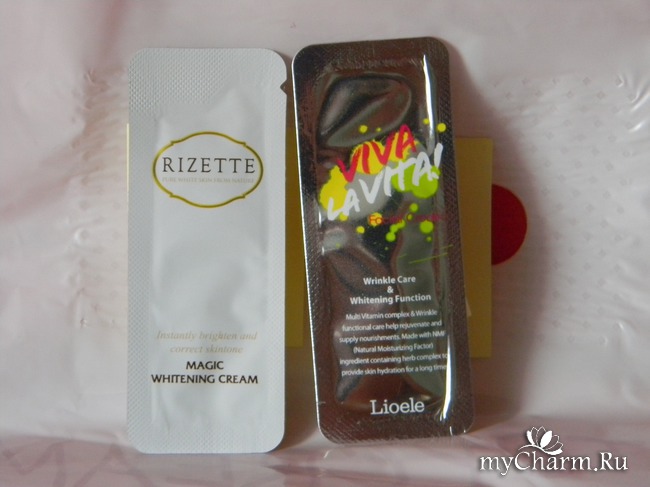 RIZETTE
PURE WHITE SKIN FROM SWEDEN
Instantly brighten and
correct skintone
MAGIC
WHITENING CREAM
VIVA
LA VITA!
Wrinkle Care
&
Whitening Function
Multi Vitamin complex & Wrinkle
functional care help rejuvenate and
supply nourishments. Made with NMF
(Natural Moisturizing Factor)
ingredient containing herb complex to
provide skin hydration for a long time
Lioele
myCharm.Ru